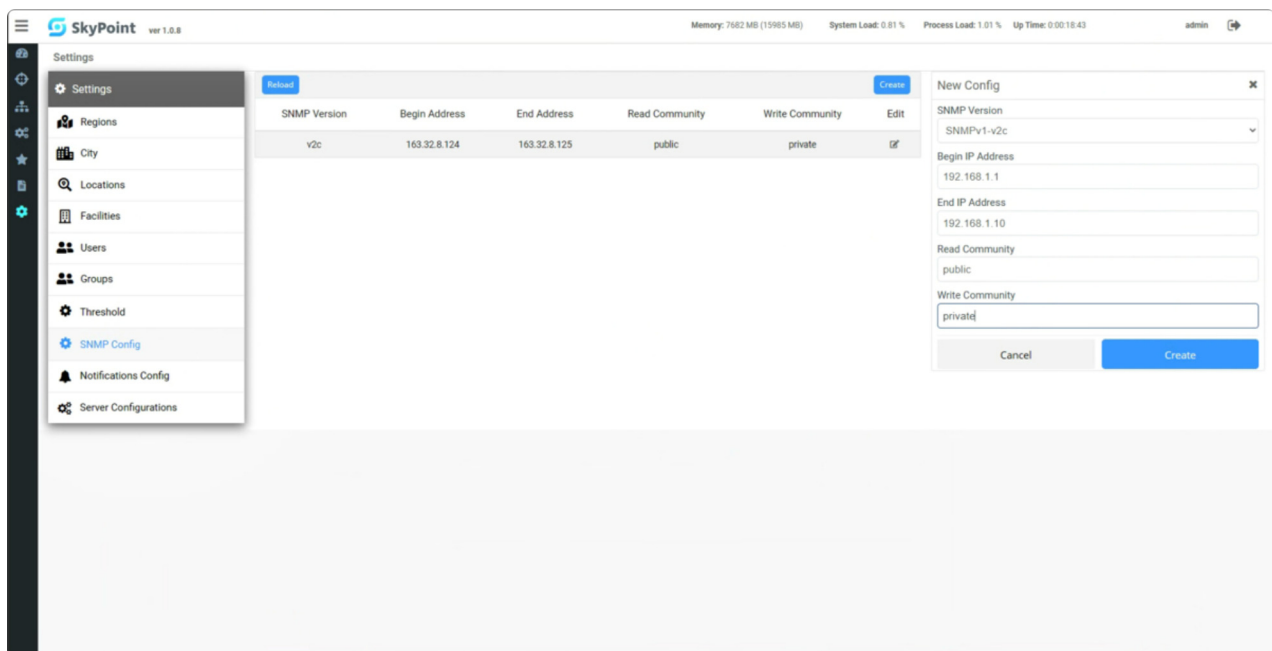 SkyPoint ver 1.0.8
Memory: 7682 MB (15985 MB) System Load: 0.81 % Process Load: 1.01 % Up Time: 0:00:18:43 admin
Settings
Settings
Regions
City
Locations
Facilities
Users
Groups
Threshold
SNMP Config
Notifications Config
Server Configurations
Reload Create
SNMP Version Begin Address End Address Read Community Write Community Edit
v2c 163.32.8.124 163.32.8.125 public private
New Config
SNMP Version
SNMPv1-v2c
Begin IP Address
192.168.1.1
End IP Address
192.168.1.10
Read Community
public
Write Community
private
Cancel Create